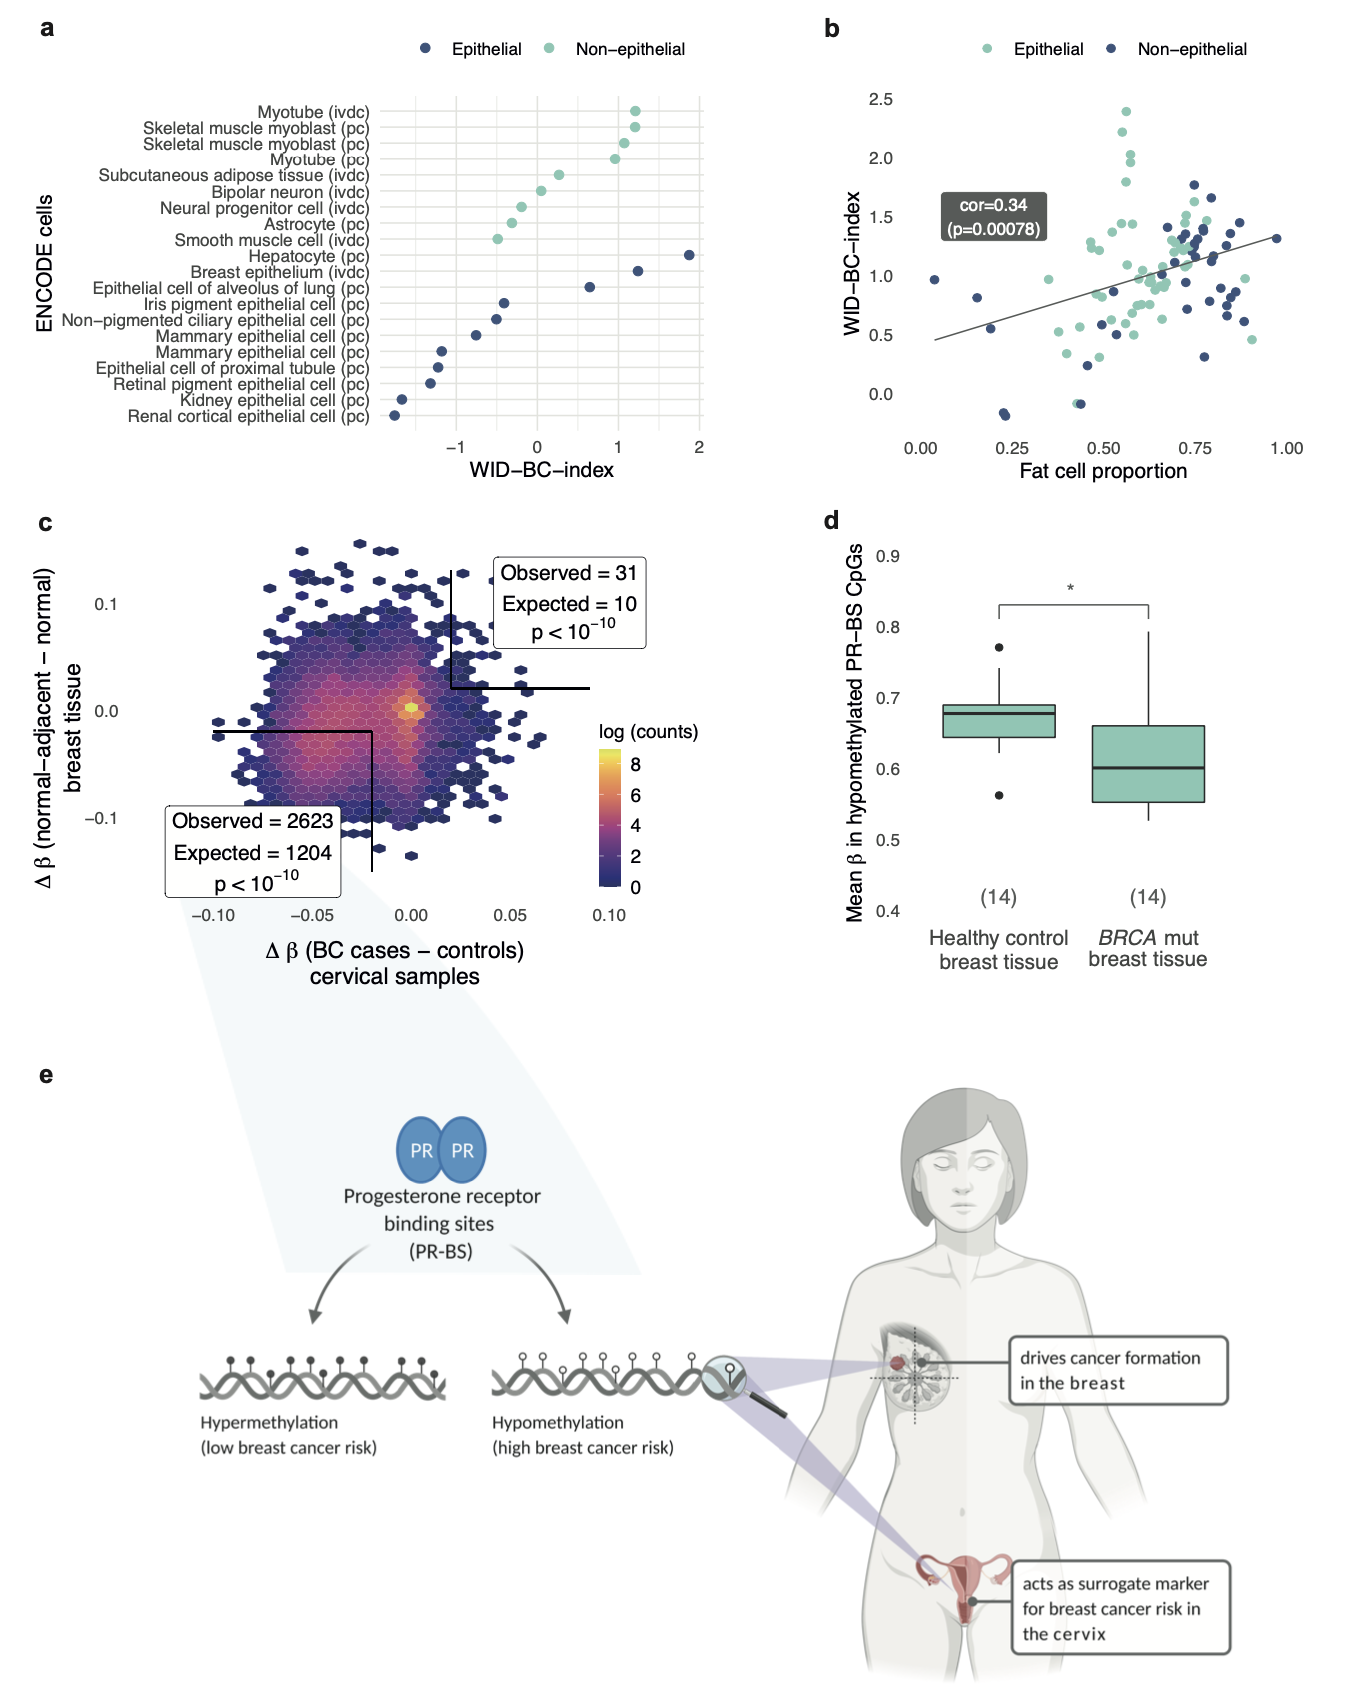 a
Epithelial
Non−epithelial
ENCODE cells
Myotube (ivdc)
Skeletal muscle myoblast (pc)
Skeletal muscle myoblast (pc)
Myotube (pc)
Subcutaneous adipose tissue (ivdc)
Bipolar neuron (ivdc)
Neural progenitor cell (ivdc)
Astrocyte (pc)
Smooth muscle cell (ivdc)
Hepatocyte (pc)
Breast epithelium (ivdc)
Epithelial cell of alveolus of lung (pc)
Iris pigment epithelial cell (pc)
Non−pigmented ciliary epithelial cell (pc)
Mammary epithelial cell (pc)
Mammary epithelial cell (pc)
Epithelial cell of proximal tubule (pc)
Retinal pigment epithelial cell (pc)
Kidney epithelial cell (pc)
Renal cortical epithelial cell (pc)
−1 0 1 2
WID−BC−index
b
Epithelial
Non−epithelial
WID−BC−index
2.5
2.0
1.5
1.0
0.5
0.0
cor=0.34
(p=0.00078)
0.00 0.25 0.50 0.75 1.00
Fat cell proportion
c
Δ β (normal−adjacent − normal)
breast tissue
0.1
0.0
−0.1
Observed = 31
Expected = 10
p < 10−10
Observed = 2623
Expected = 1204
p < 10−10
log (counts)
8
6
4
2
0
−0.10 −0.05 0.00 0.05 0.10
Δ β (BC cases − controls)
cervical samples
d
Mean β in hypomethylated PR−BS CpGs
0.9
0.8
0.7
0.6
0.5
0.4
*
(14) (14)
Healthy control
breast tissue
BRCA mut
breast tissue
e
PR PR
Progesterone receptor
binding sites
(PR-BS)
Hypermethylation
(low breast cancer risk)
Hypomethylation
(high breast cancer risk)
drives cancer formation
in the breast
acts as surrogate marker
for breast cancer risk in
the cervix